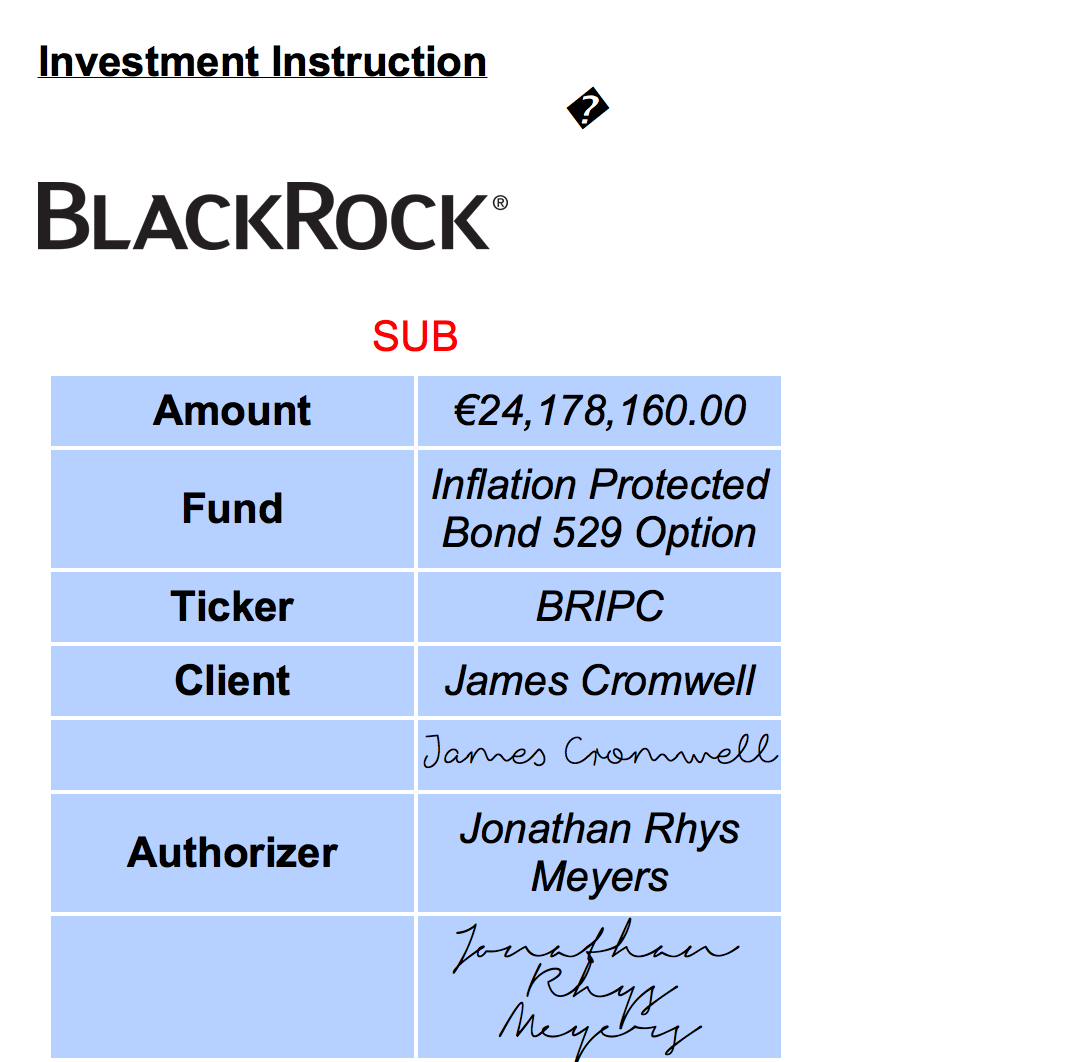 Investment Instruction
�
BLACKROCK®
SUB
Amount €24,178,160.00
Fund Inflation Protected
Bond 529 Option
Ticker BRIPC
Client James Cromwell
James Cromwell
Authorizer Jonathan Rhys
Meyers
Jonathan
Rhys
Meyers